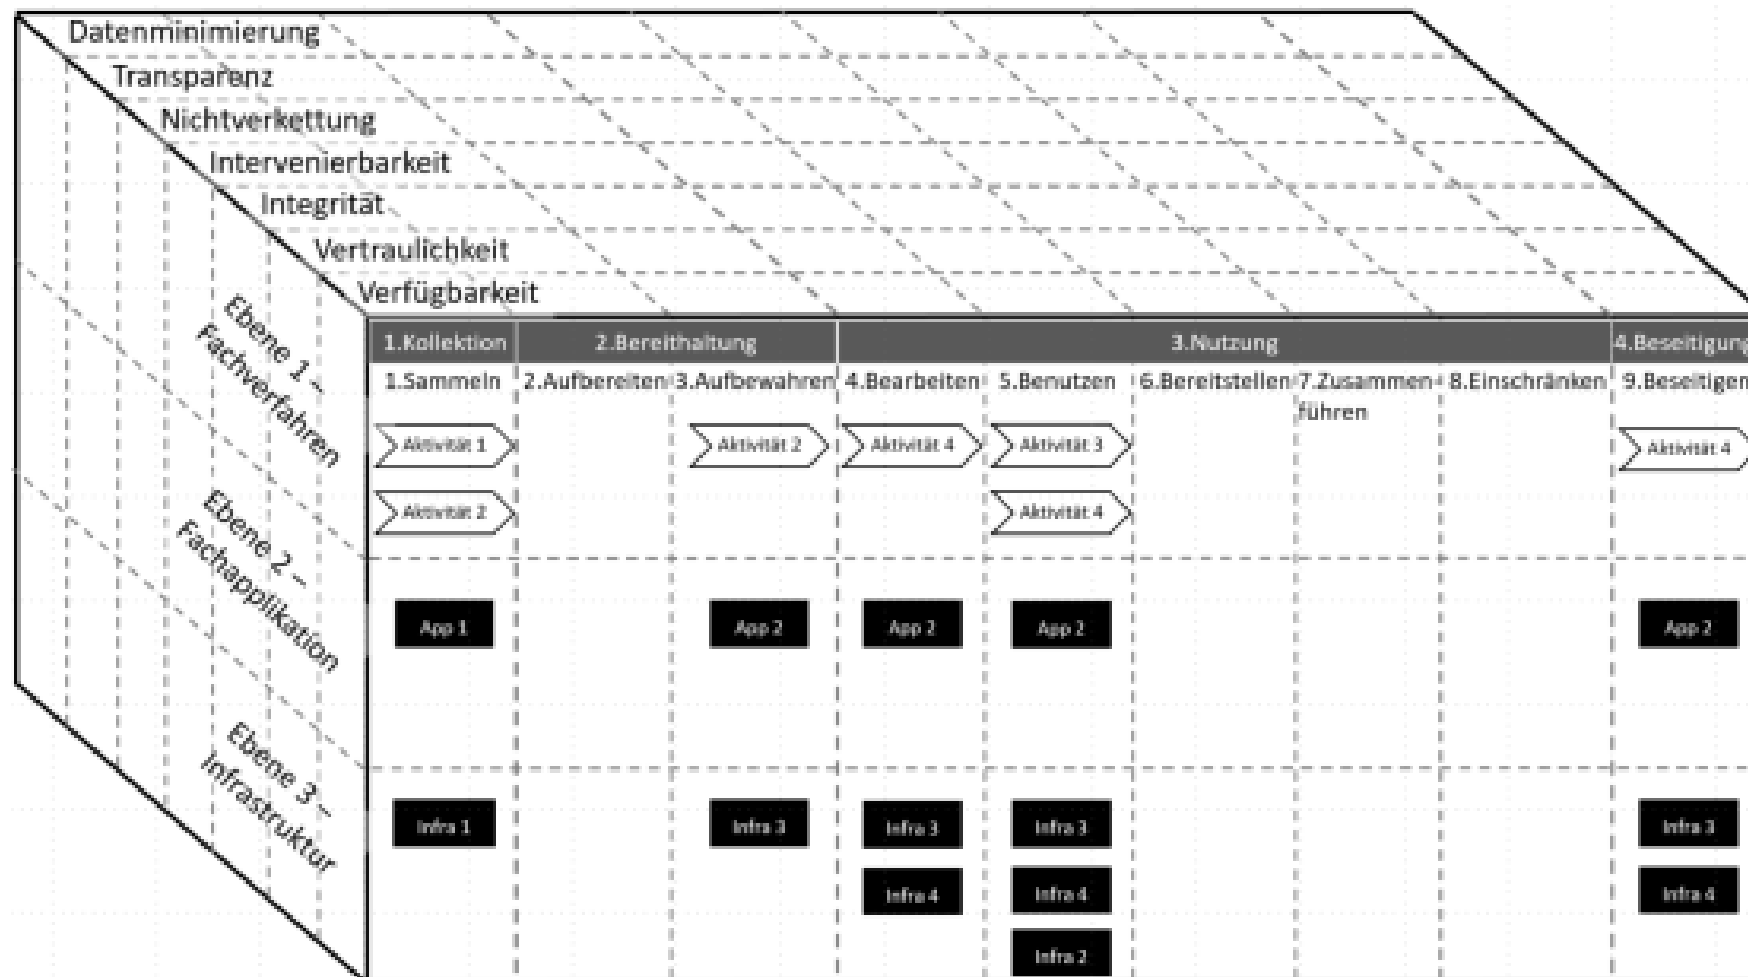 Datenminimierung
Transparenz
Nichtverkettung
Intervenierbarkeit
Integrität
Vertraulichkeit
Verfügbarkeit
Ebene 1 –
Fachverfahren
Ebene 2 –
Fachapplikation
Ebene 3 –
Infrastruktur
1.Kollektion 2.Bereithaltung 3.Nutzung 4.Beseitigung
1.Sammeln 2.Aufbereiten 3.Aufbewahren 4.Bearbeiten 5.Benutzen 6.Bereitstellen 7.Zusammen- 8.Einschränken 9.Beseitigen
führen
Aktivität 1 Aktivität 2 Aktivität 4 Aktivität 3 Aktivität 4
Aktivität 2 Aktivität 4
App 1 App 2 App 2 App 2 App 2
Infra 1 Infra 3 Infra 3 Infra 3 Infra 3
Infra 4 Infra 4 Infra 4
Infra 2